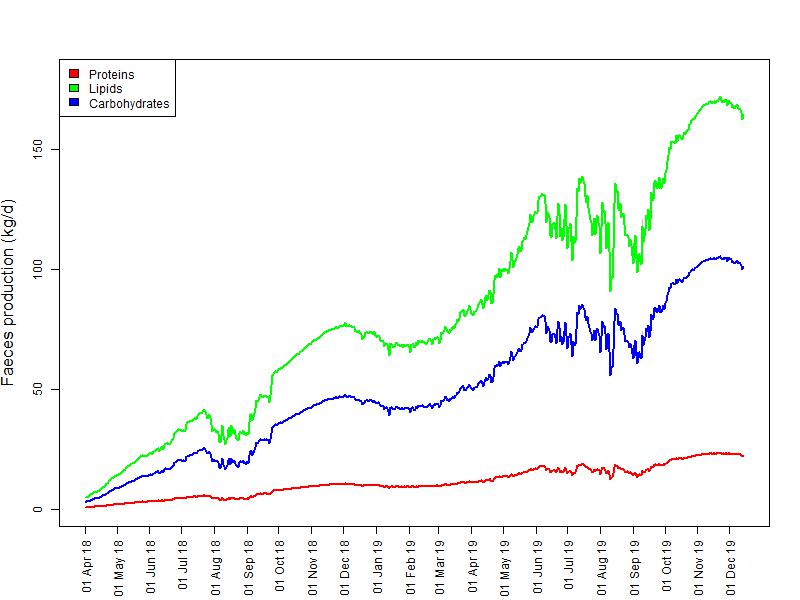 Proteins
Lipids
Carbohydrates
Faeces production (kg/d)
150
100
50
0
01 Apr 18
01 May 18
01 Jun 18
01 Jul 18
01 Aug 18
01 Sep 18
01 Oct 18
01 Nov 18
01 Dec 18
01 Jan 19
01 Feb 19
01 Mar 19
01 Apr 19
01 May 19
01 Jun 19
01 Jul 19
01 Aug 19
01 Sep 19
01 Oct 19
01 Nov 19
01 Dec 19